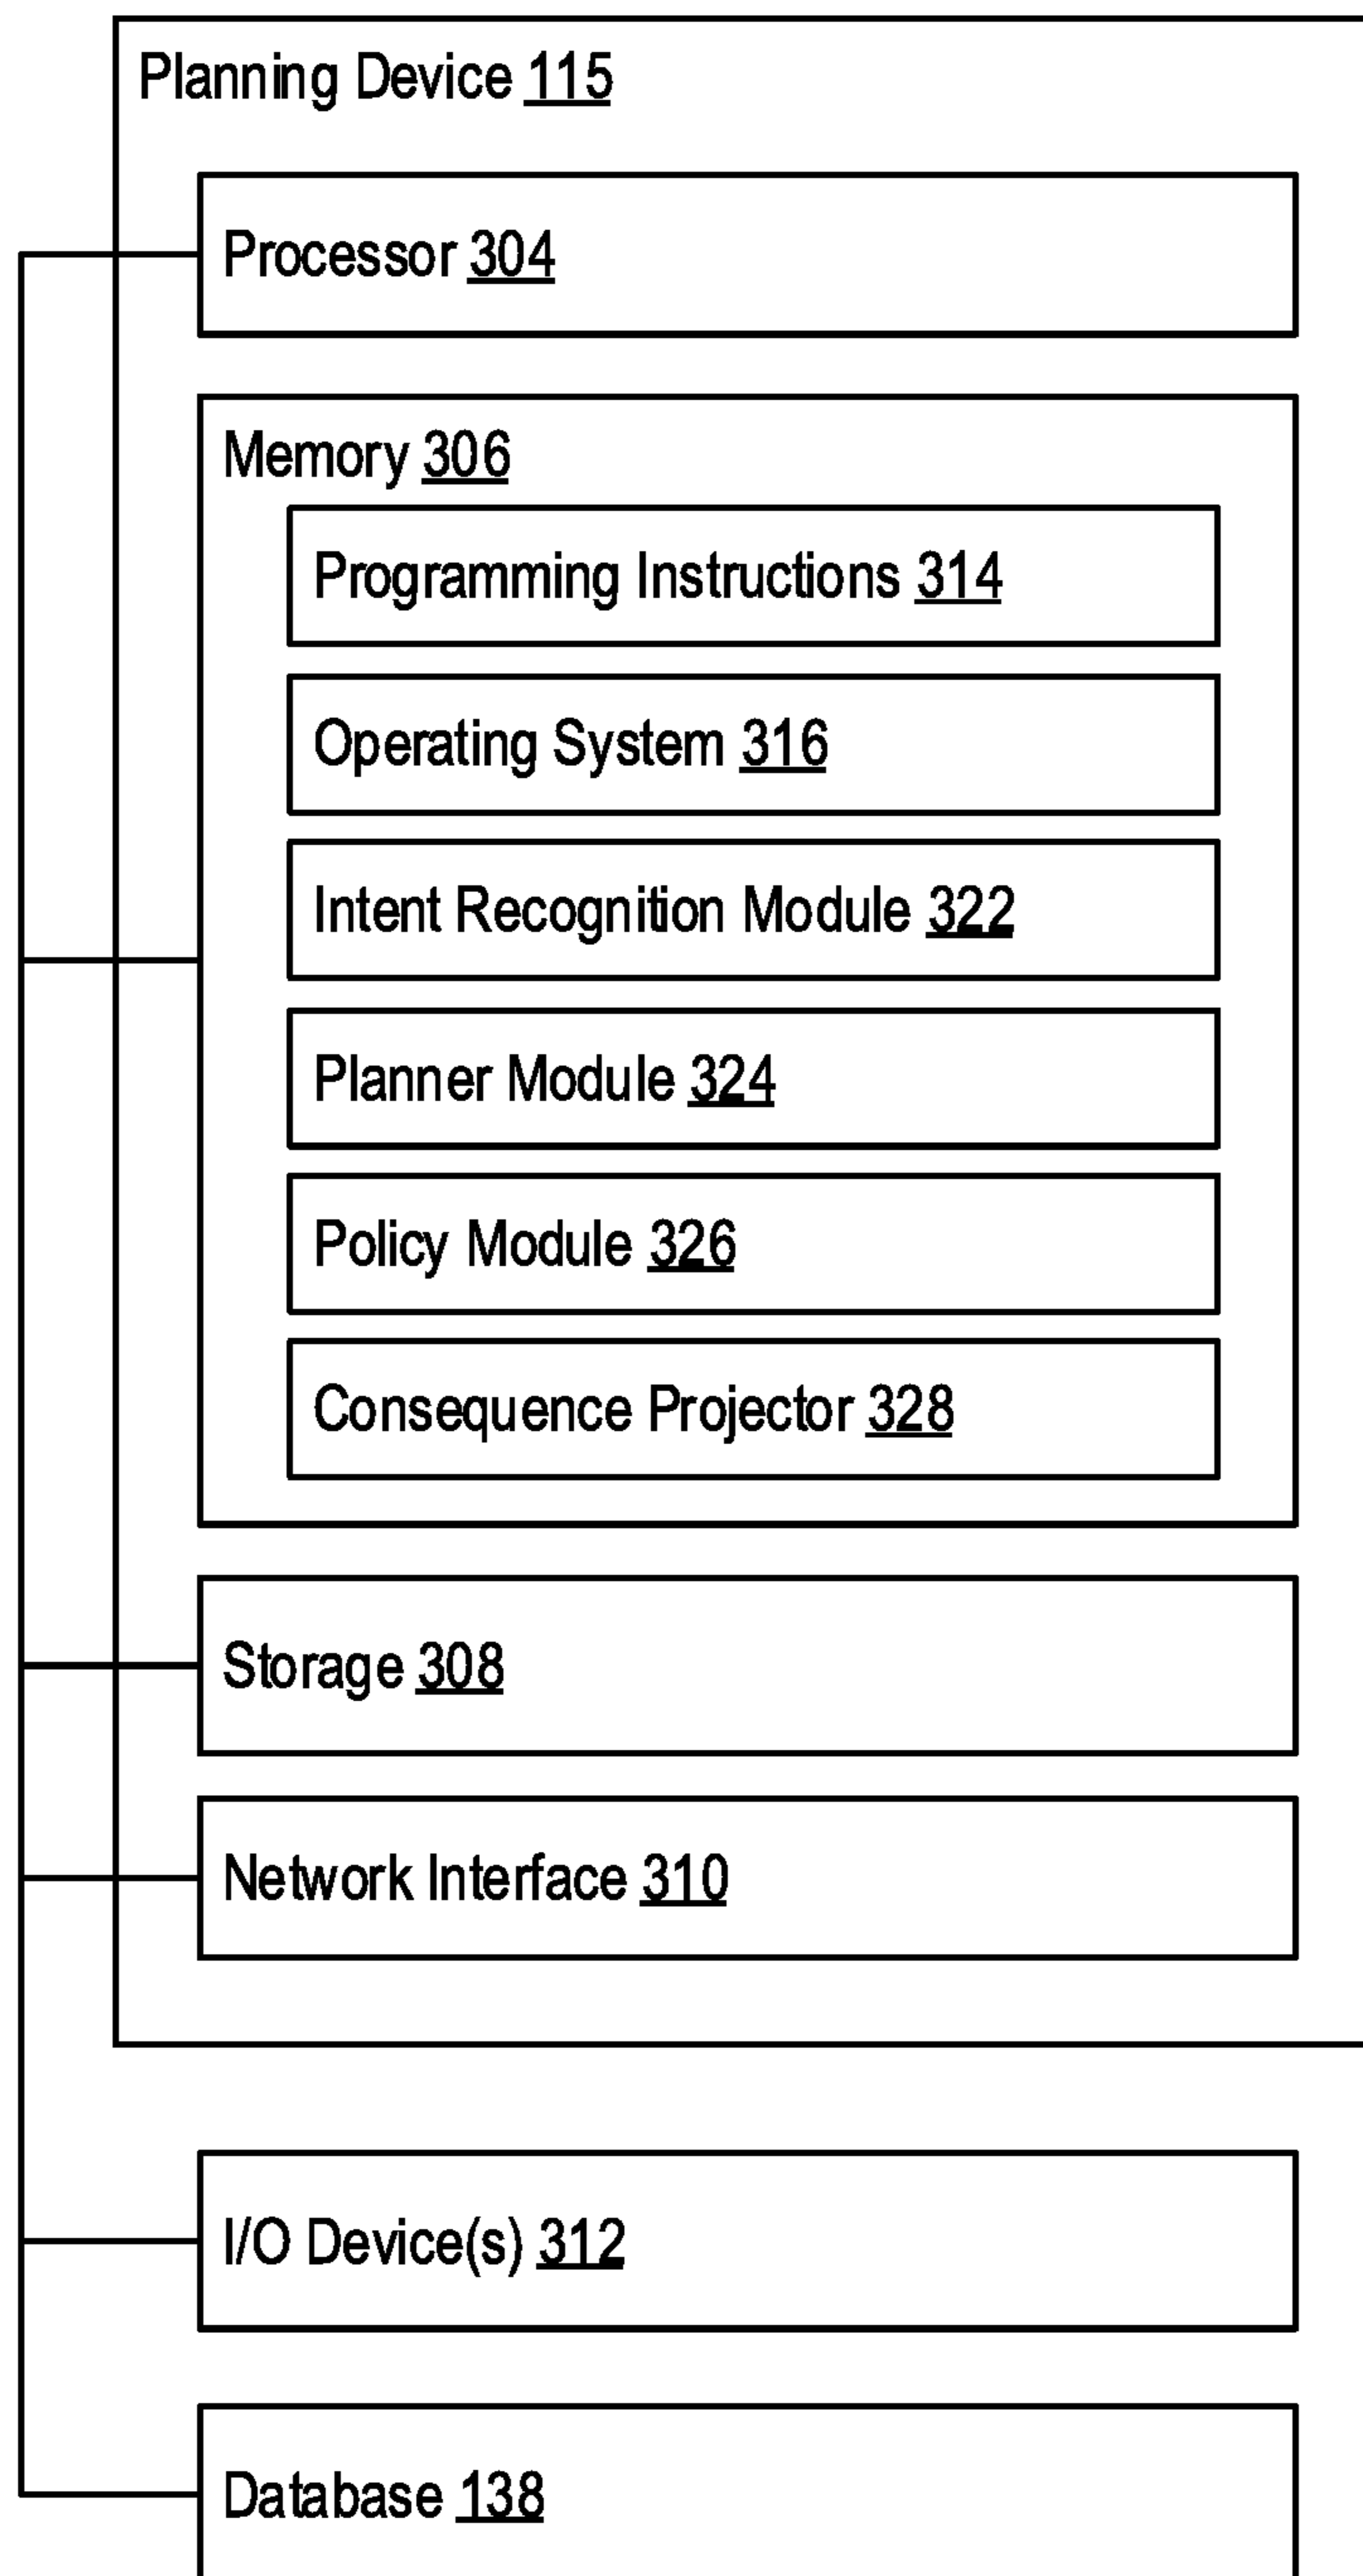 Planning Device 115
Processor 304
Memory 306
Programming Instructions 314
Operating System 316
Intent Recognition Module 322
Planner Module 324
Policy Module 326
Consequence Projector 328
Storage 308
Network Interface 310
I/O Device(s) 312
Database 138